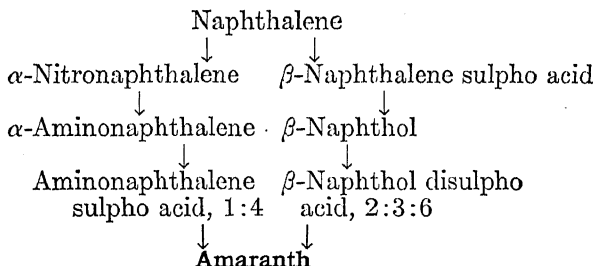 Naphthalene
α-Nitronaphthalene β-Naphthalene sulpho acid
α-Aminonaphthalene β-Naphthol
Aminonaphthalene β-Naphthol disulpho
sulpho acid, 1:4 acid, 2:3:6
Amaranth